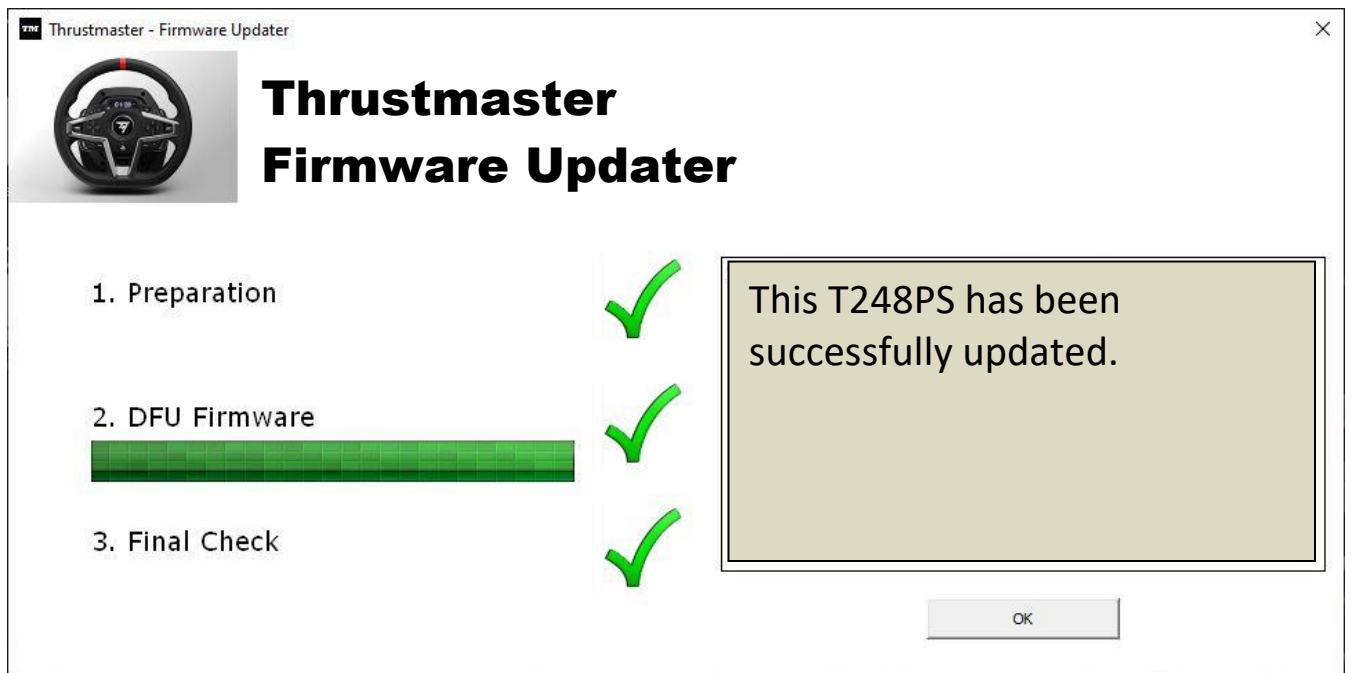 TM Thrustmaster - Firmware Updater
Thrustmaster
Firmware Updater
1. Preparation
This T248PS has been
successfully updated.
2. DFU Firmware
3. Final Check
OK